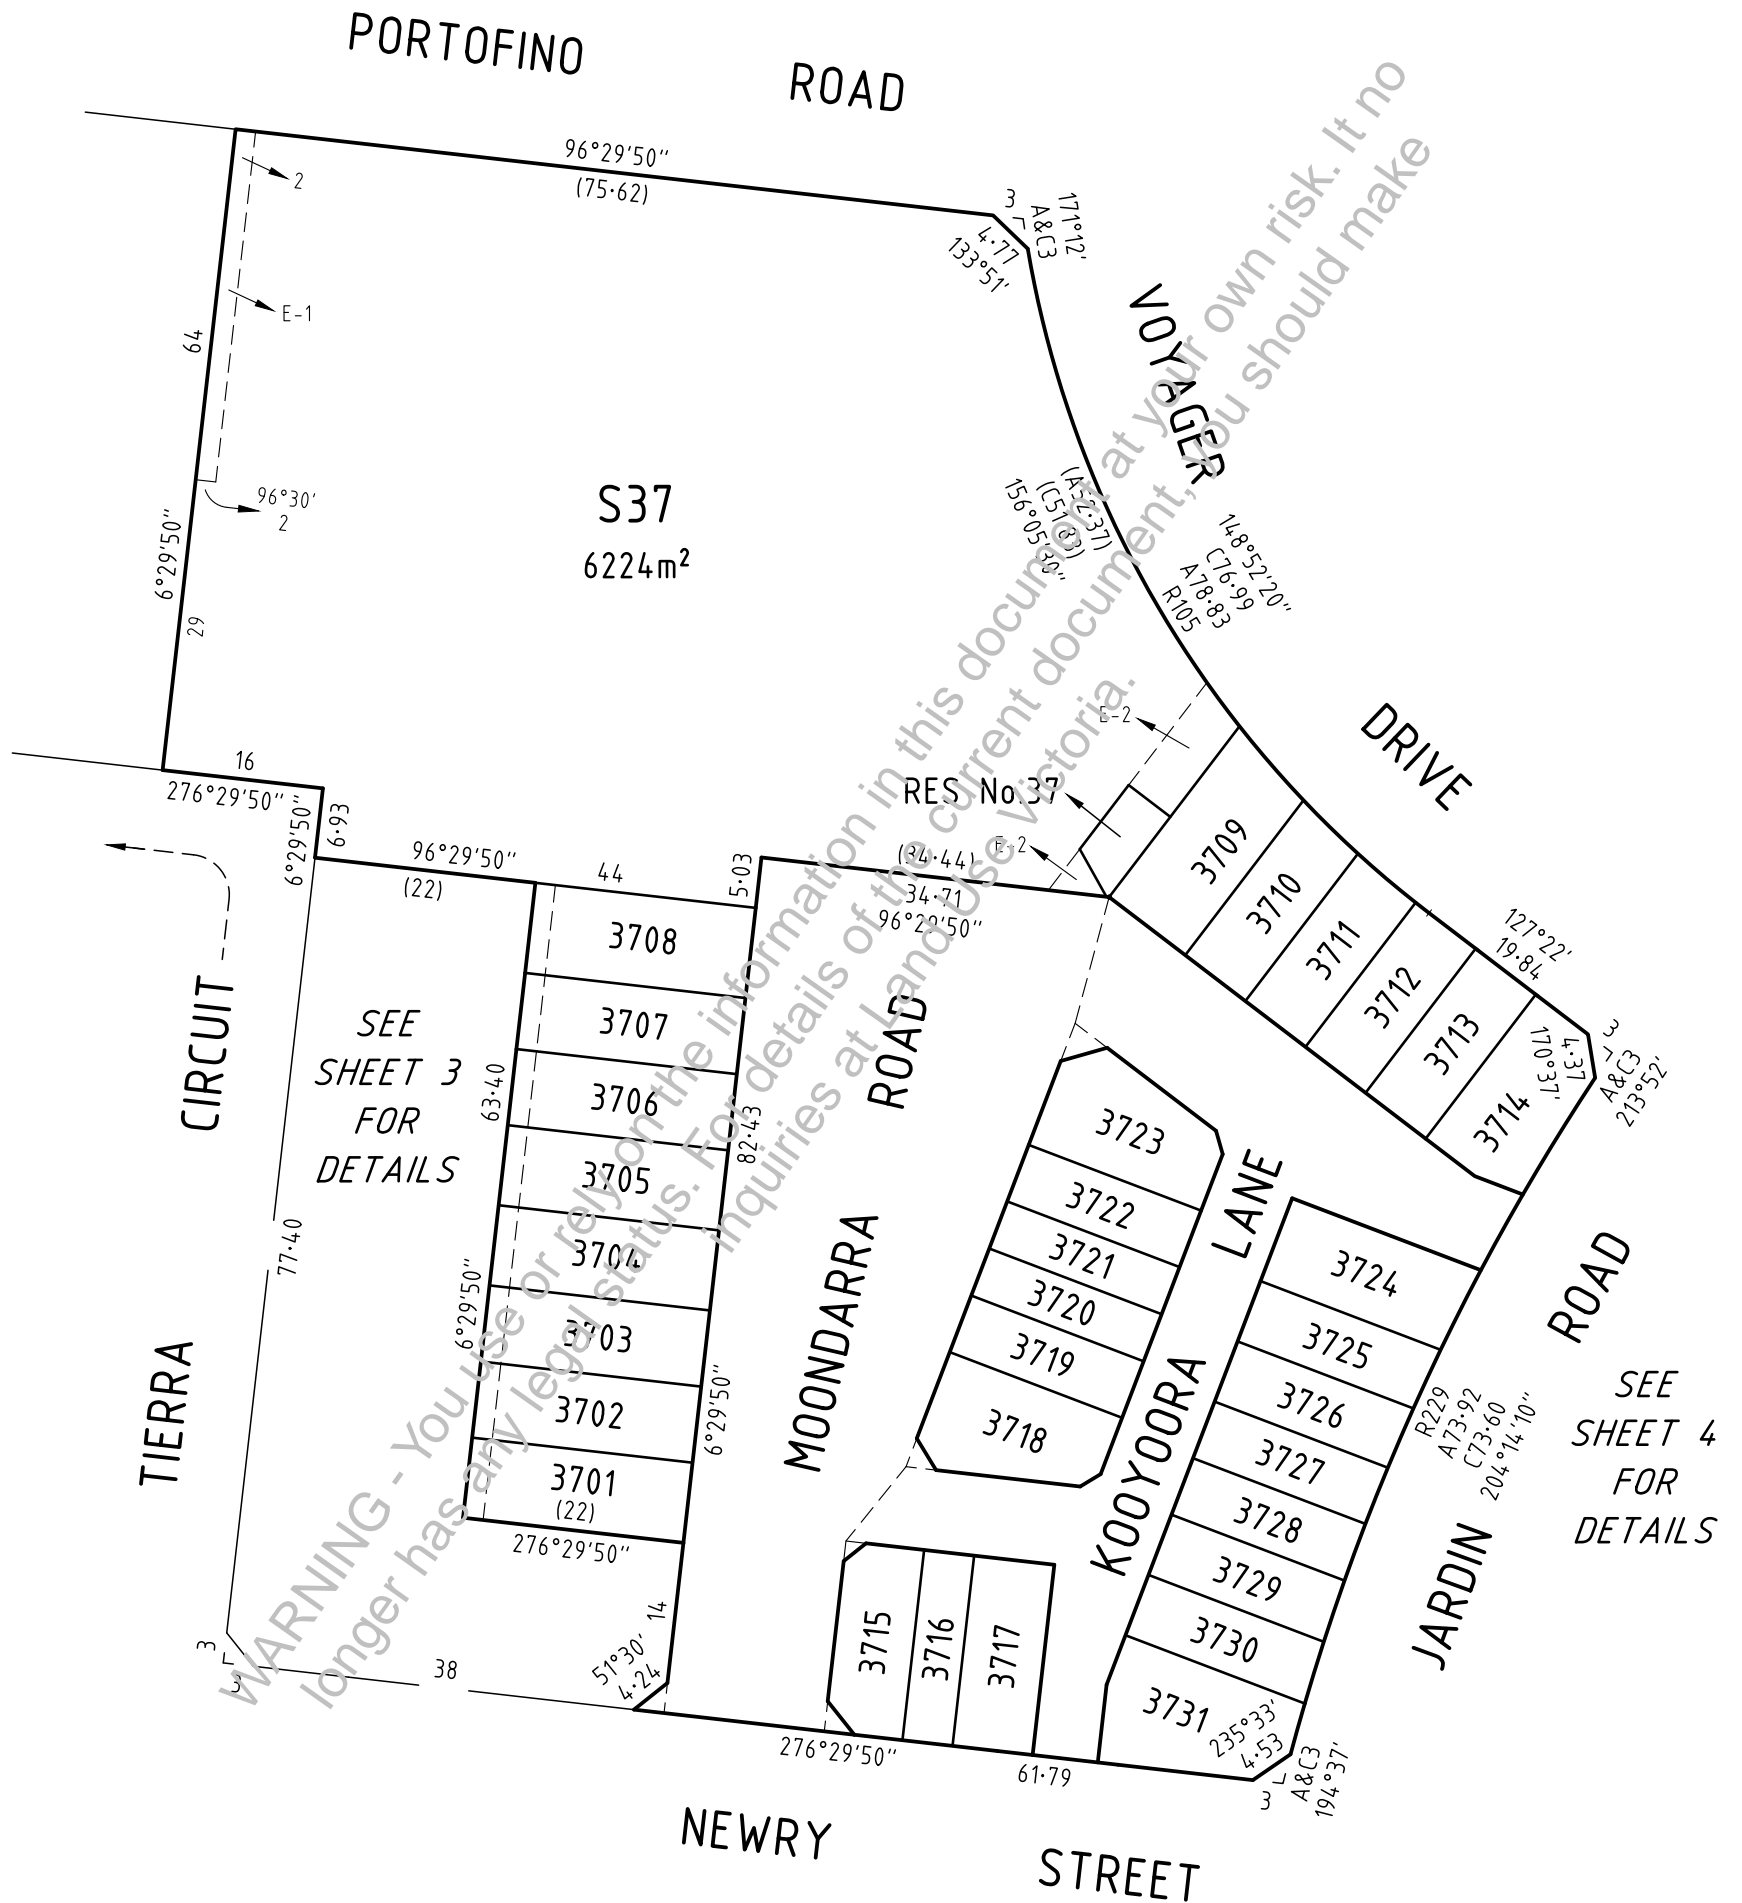 PORTOFINO ROAD
96°29'50"
(75·62)
3
A&C3
171°12'
4·77
133°51'
2
E-1
64
96°30'
2
6°29'50"
29
S37
6224m²
VOYAGER
DRIVE
(A52·37)
(C51·83)
156°05'30"
148°52'20"
C76·99
A78·83
R105
E-2
RES No.37
E-2
16
276°29'50"
6°29'50"
6·93
96°29'50"
(22)
44
5·03
(34·44)
34·71
96°29'50"
3709
3710
3711
3712
3713
3714
127°22'
19·84
3
A&C3
213°52'
4·37
170°37'
3708
3707
3706
3705
3704
3703
3702
3701
(22)
276°29'50"
63·40
6°29'50"
82·43
6°29'50"
TIERRA CIRCUIT
SEE
SHEET 3
FOR
DETAILS
77·40
MOONDARRA ROAD
3723
3722
3721
3720
3719
3718
KOOYOORA LANE
3724
3725
3726
3727
3728
3729
3730
3731
JARDIN ROAD
R229
A73·92
C73·60
204°14'10"
SEE
SHEET 4
FOR
DETAILS
3715
3716
3717
14
51°30'
4·24
3
3
38
276°29'50"
61·79
235°33'
4·53
3
A&C3
194°37'
NEWRY STREET
WARNING - You use or rely on the information in this document at your own risk. It no
longer has any legal status. For details of the current document, you should make
inquiries at Land Use Victoria.